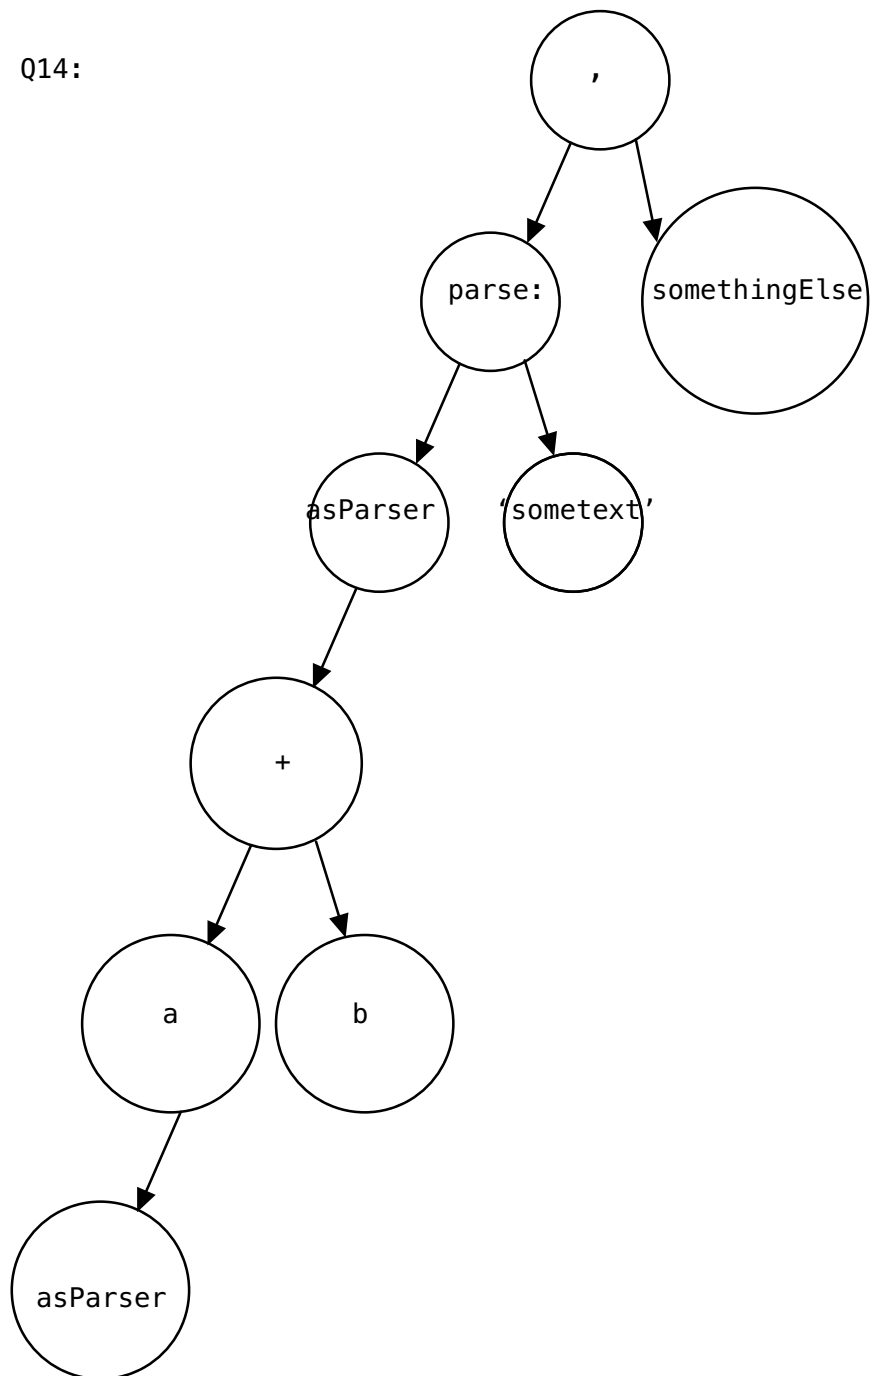 Q14:
,
parse:
somethingElse
asParser
‘sometext’
+
a
b
asParser